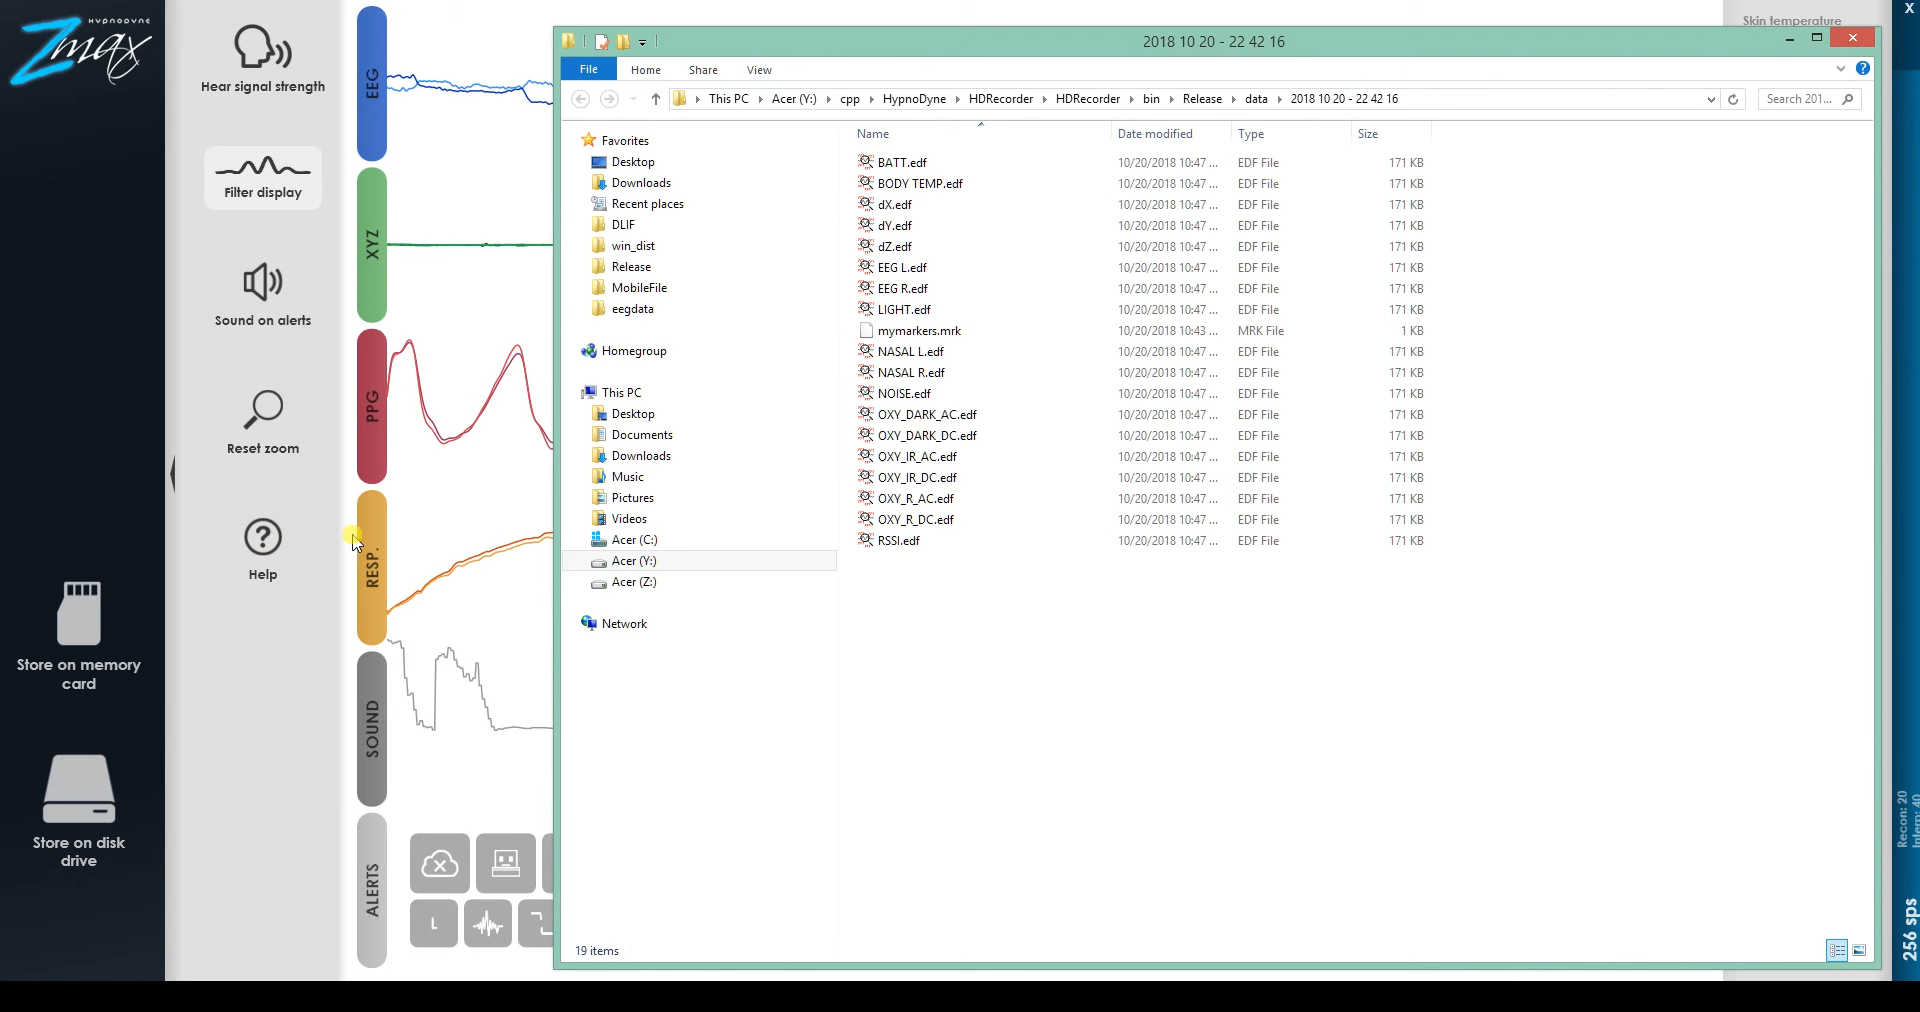 HYPNODYNE
Zmax
Store on memory
card
Store on disk
drive
Hear signal strength
Filter display
Sound on alerts
Reset zoom
Help
EEG
XYZ
PPG
RESP.
SOUND
ALERTS
L
Skin temperature
X
2018 10 20 - 22 42 16
File Home Share View
This PC Acer (Y:) cpp HypnoDyne HDRecorder HDRecorder bin Release data 2018 10 20 - 22 42 16
Search 201...
Favorites
Desktop
Downloads
Recent places
DLIF
win_dist
Release
MobileFile
eegdata
Homegroup
This PC
Desktop
Documents
Downloads
Music
Pictures
Videos
Acer (C:)
Acer (Y:)
Acer (Z:)
Network
Name Date modified Type Size
BATT.edf 10/20/2018 10:47 ... EDF File 171 KB
BODY TEMP.edf 10/20/2018 10:47 ... EDF File 171 KB
dX.edf 10/20/2018 10:47 ... EDF File 171 KB
dY.edf 10/20/2018 10:47 ... EDF File 171 KB
dZ.edf 10/20/2018 10:47 ... EDF File 171 KB
EEG L.edf 10/20/2018 10:47 ... EDF File 171 KB
EEG R.edf 10/20/2018 10:47 ... EDF File 171 KB
LIGHT.edf 10/20/2018 10:47 ... EDF File 171 KB
mymarkers.mrk 10/20/2018 10:43 ... MRK File 1 KB
NASAL L.edf 10/20/2018 10:47 ... EDF File 171 KB
NASAL R.edf 10/20/2018 10:47 ... EDF File 171 KB
NOISE.edf 10/20/2018 10:47 ... EDF File 171 KB
OXY_DARK_AC.edf 10/20/2018 10:47 ... EDF File 171 KB
OXY_DARK_DC.edf 10/20/2018 10:47 ... EDF File 171 KB
OXY_IR_AC.edf 10/20/2018 10:47 ... EDF File 171 KB
OXY_IR_DC.edf 10/20/2018 10:47 ... EDF File 171 KB
OXY_R_AC.edf 10/20/2018 10:47 ... EDF File 171 KB
OXY_R_DC.edf 10/20/2018 10:47 ... EDF File 171 KB
RSSI.edf 10/20/2018 10:47 ... EDF File 171 KB
19 items
Recon: 20
Interp: 40
256 sps